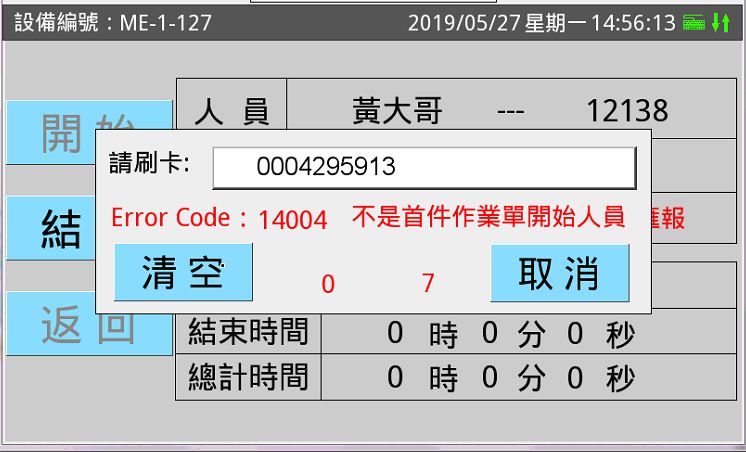 設備編號：ME-1-127 2019/05/27 星期一 14:56:13
開始 人 員 黃大哥 --- 12138
請刷卡: 0004295913
結
Error Code：14004 不是首件作業單開始人員 匯報
清 空 0 7 取 消
返 回
結束時間 0 時 0 分 0 秒
總計時間 0 時 0 分 0 秒